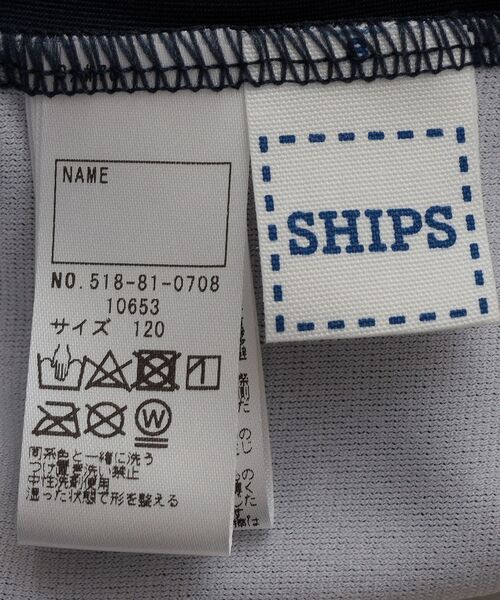 NAME
NO. 518-81-0708
10653
サイズ 120
W
同系色と一緒に洗う
つけ置き洗い禁止
中性洗剤使用
湿った状態で形を整える
SHIPS